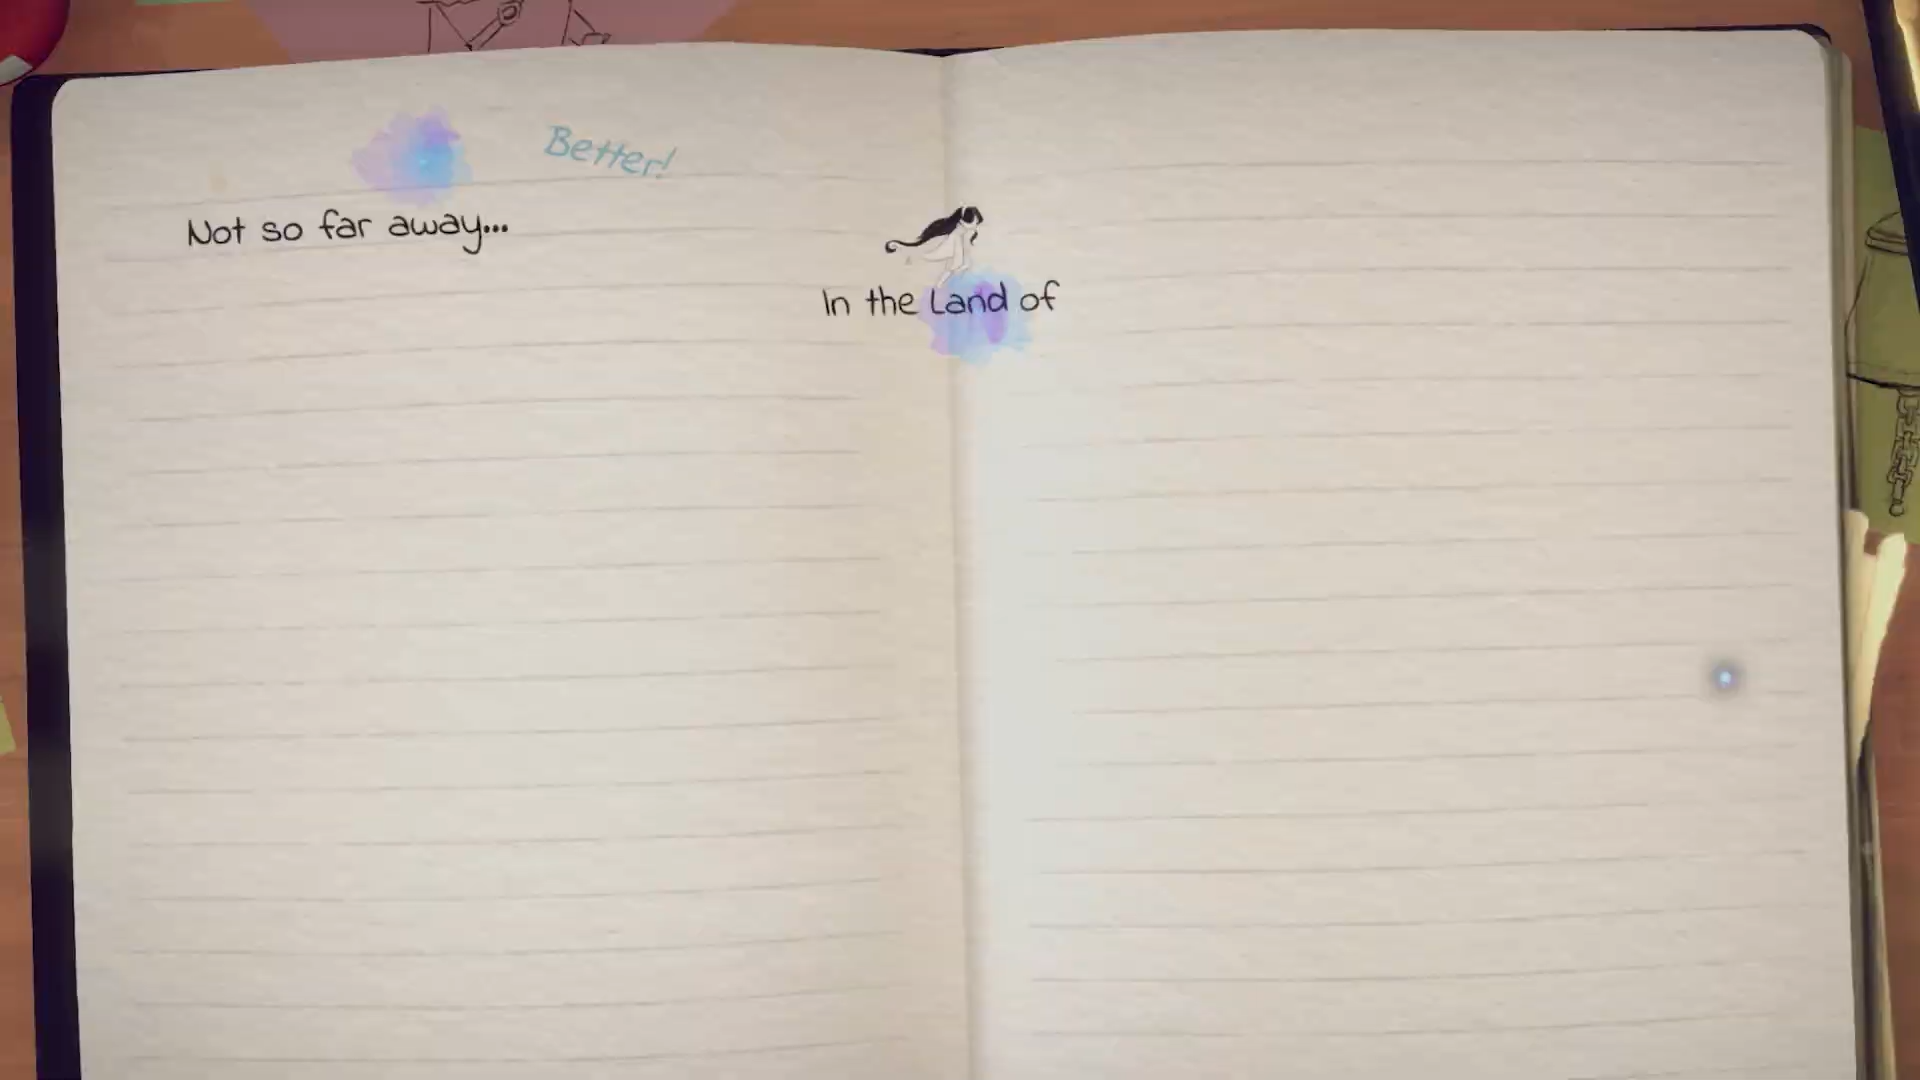 Better!
Not so far away...
In the Land of